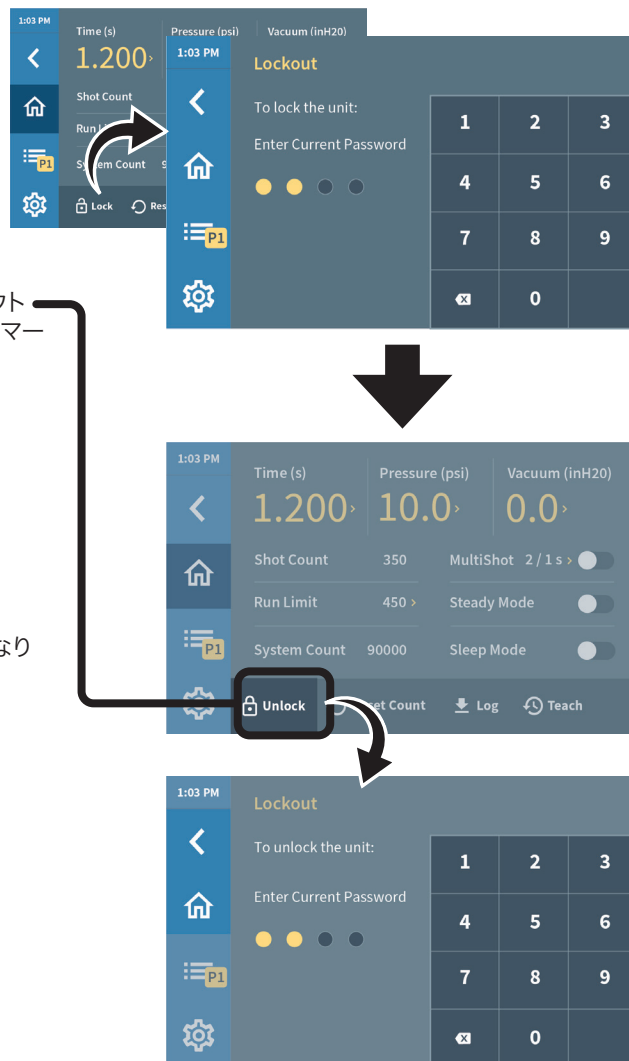 1:03 PM
Time (s)
Pressure (psi)
Vacuum (inH20)
1.200
Shot Count
P1
Lock
1:03 PM
Lockout
To lock the unit:
Enter Current Password
1 2 3
4 5 6
7 8 9
0
P1
マー
1:03 PM
Time (s) Pressure (psi) Vacuum (inH20)
1.200 10.0 0.0
Shot Count 350 MultiShot 2 / 1 s
Run Limit 450 Steady Mode
System Count 90000 Sleep Mode
P1
Unlock
Count
Log
Teach
なり
1:03 PM
Lockout
To unlock the unit:
Enter Current Password
1 2 3
4 5 6
7 8 9
0
P1